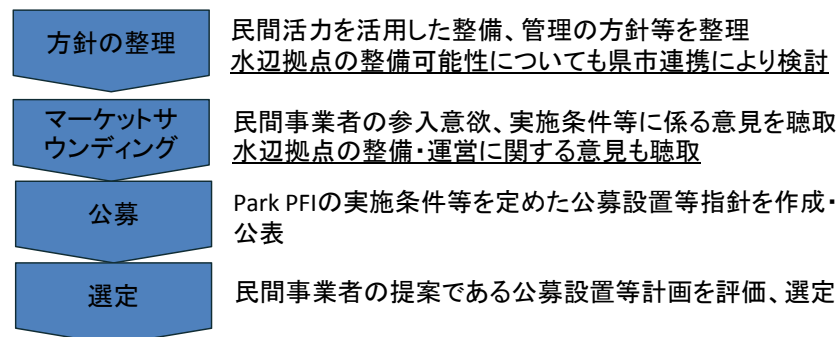 方針の整理
民間活力を活用した整備、管理の方針等を整理
水辺拠点の整備可能性についても県市連携により検討
マーケットサ
ウンディング
民間事業者の参入意欲、実施条件等に係る意見を聴取
水辺拠点の整備・運営に関する意見も聴取
公募
Park PFIの実施条件等を定めた公募設置等指針を作成・
公表
選定
民間事業者の提案である公募設置等計画を評価、選定